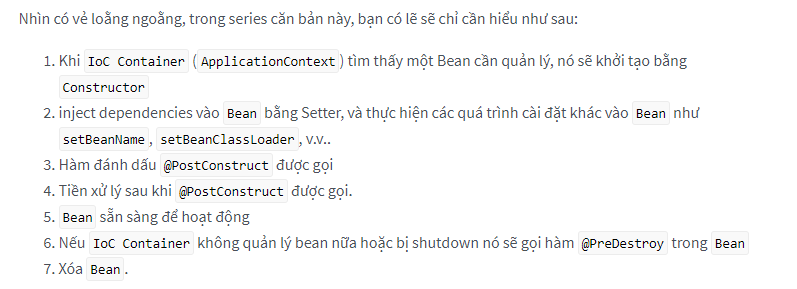 Nhìn có vẻ loằng ngoằng, trong series căn bản này, bạn có lẽ sẽ chỉ cần hiểu như sau:
1. Khi IoC Container (ApplicationContext) tìm thấy một Bean cần quản lý, nó sẽ khởi tạo bằng
Constructor
2. inject dependencies vào Bean bằng Setter, và thực hiện các quá trình cài đặt khác vào Bean như
setBeanName, setBeanClassLoader, v.v..
3. Hàm đánh dấu @PostConstruct được gọi
4. Tiền xử lý sau khi @PostConstruct được gọi.
5. Bean sẵn sàng để hoạt động
6. Nếu IoC Container không quản lý bean nữa hoặc bị shutdown nó sẽ gọi hàm @PreDestroy trong Bean
7. Xóa Bean.